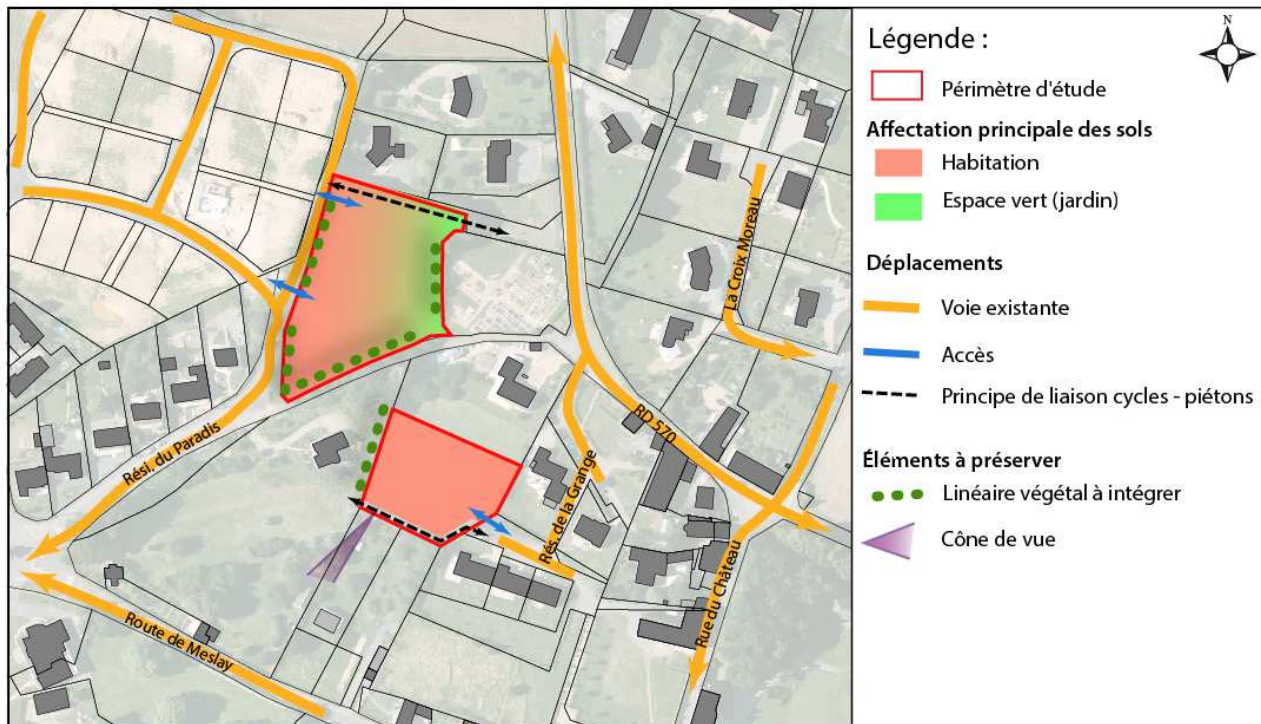 Légende :
N
Périmètre d'étude
Affectation principale des sols
Habitation
Espace vert (jardin)
Déplacements
Voie existante
Accès
Principe de liaison cycles - piétons
Éléments à préserver
Linéaire végétal à intégrer
Cône de vue
La Croix Moreau
RD 570
Rési. du Paradis
Rés. de la Grange
Rue du Château
Route de Meslay